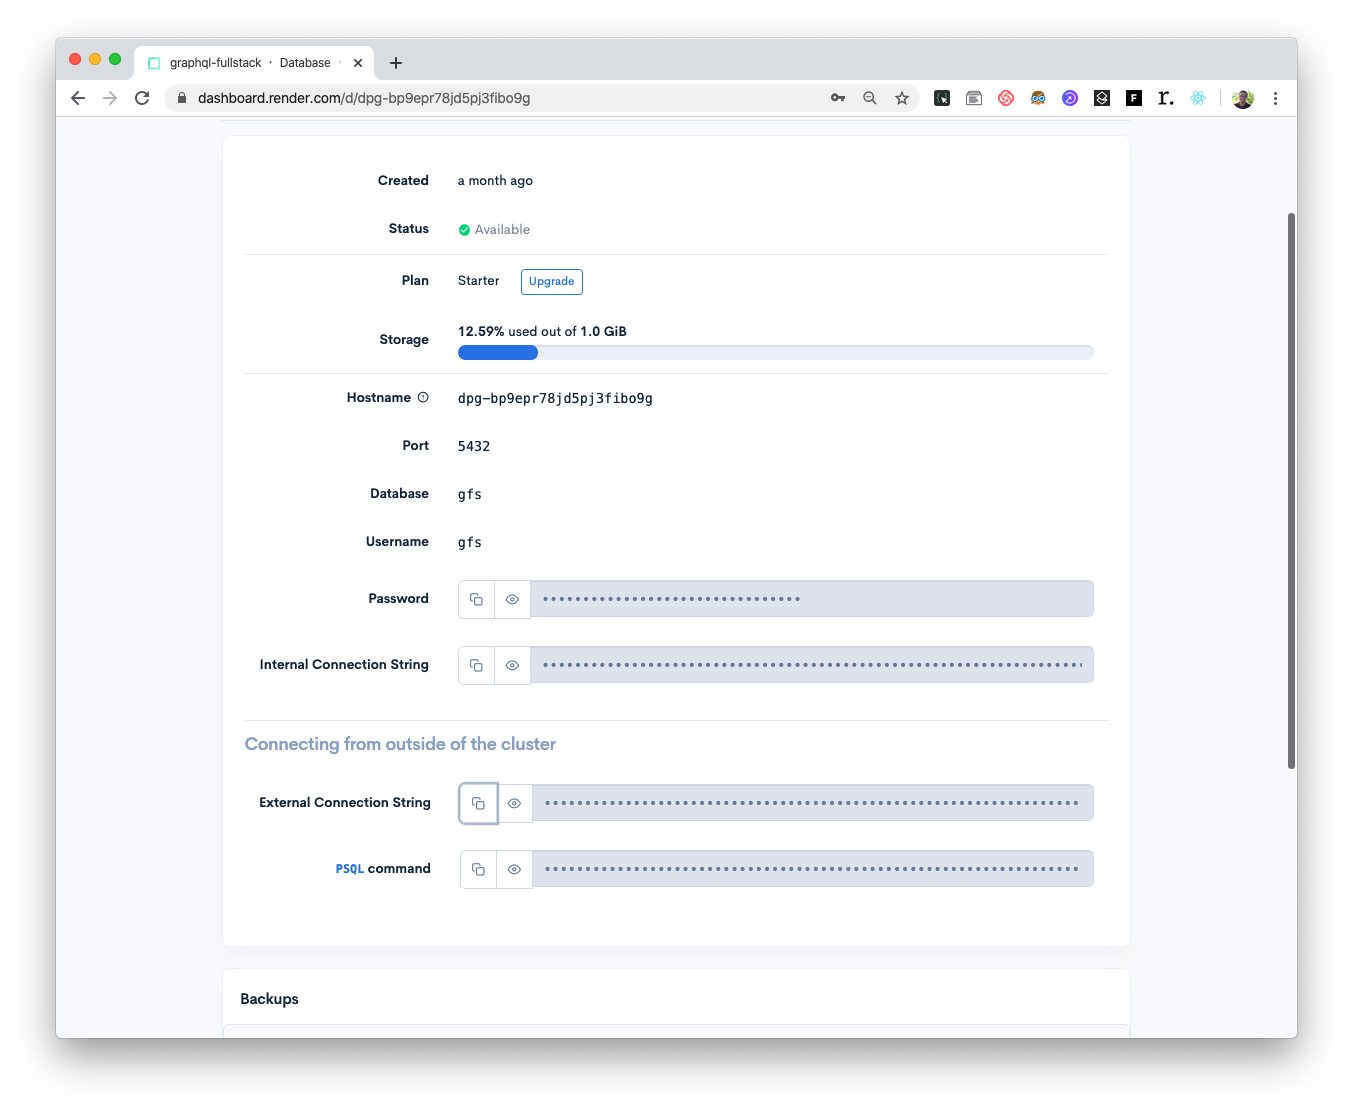 graphql-fullstack · Database ·
dashboard.render.com/d/dpg-bp9epr78jd5pj3fibo9g
F
r.
Created a month ago
Status Available
Plan Starter Upgrade
Storage 12.59% used out of 1.0 GiB
Hostname dpg-bp9epr78jd5pj3fibo9g
Port 5432
Database gfs
Username gfs
Password
Internal Connection String
Connecting from outside of the cluster
External Connection String
PSQL command
Backups